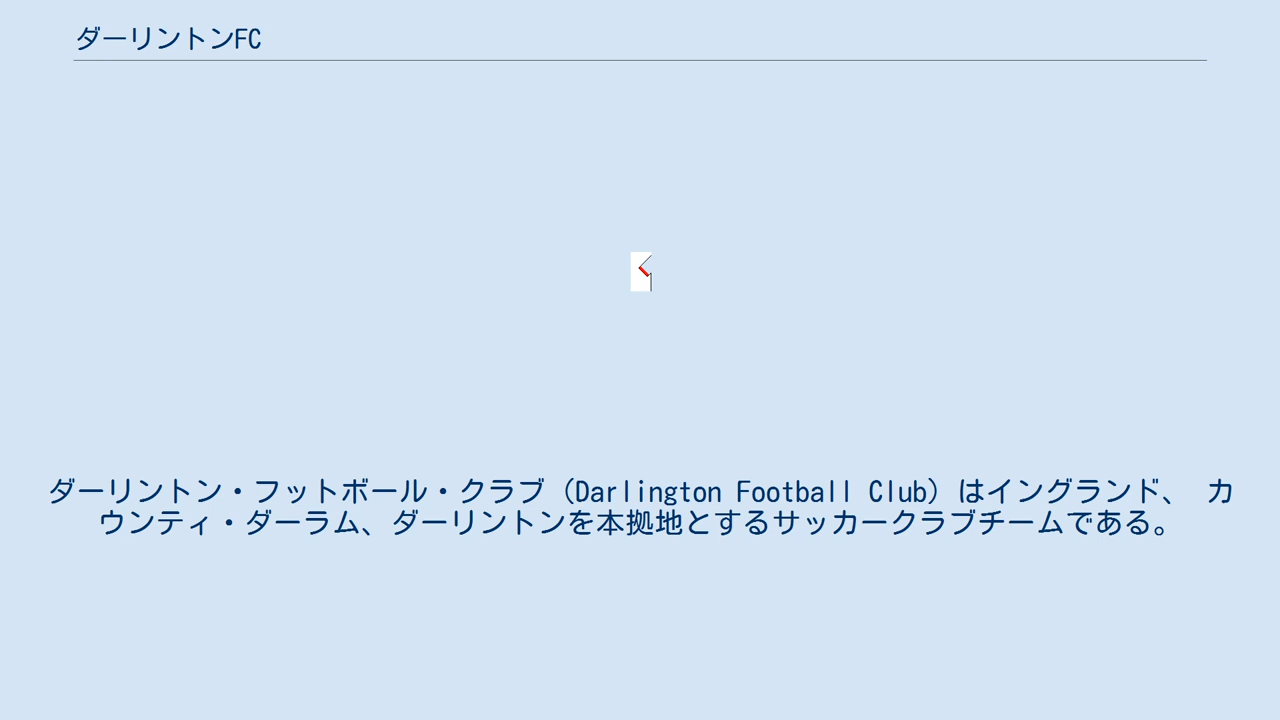 ダーリントンFC
ダーリントン・フットボール・クラブ（Darlington Football Club）はイングランド、 カ
ウンティ・ダーラム、ダーリントンを本拠地とするサッカークラブチームである。